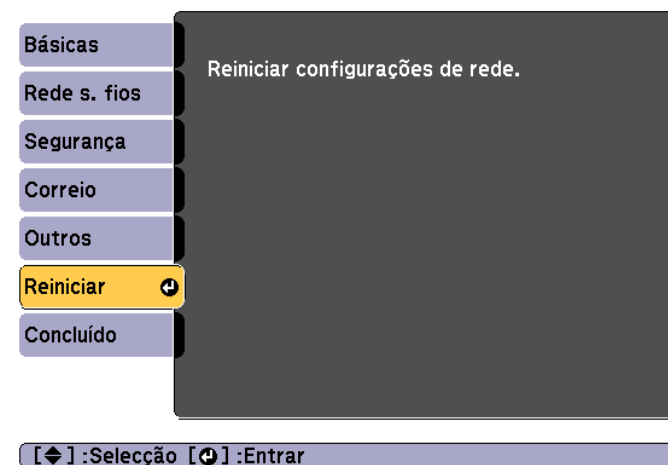 Básicas
Reiniciar configurações de rede.
Rede s. fios
Segurança
Correio
Outros
Reiniciar
Concluído
[◆] :Selecção [↵] :Entrar